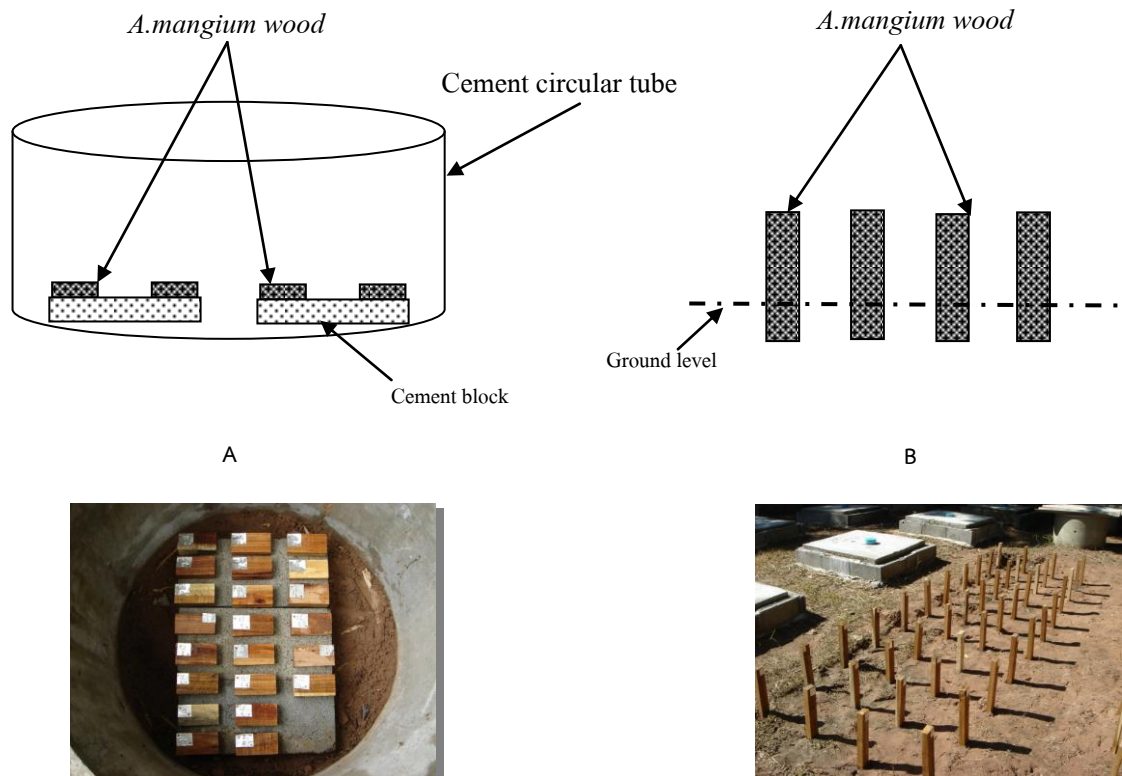 A.mangium wood
Cement circular tube
Cement block
A
A.mangium wood
Ground level
B